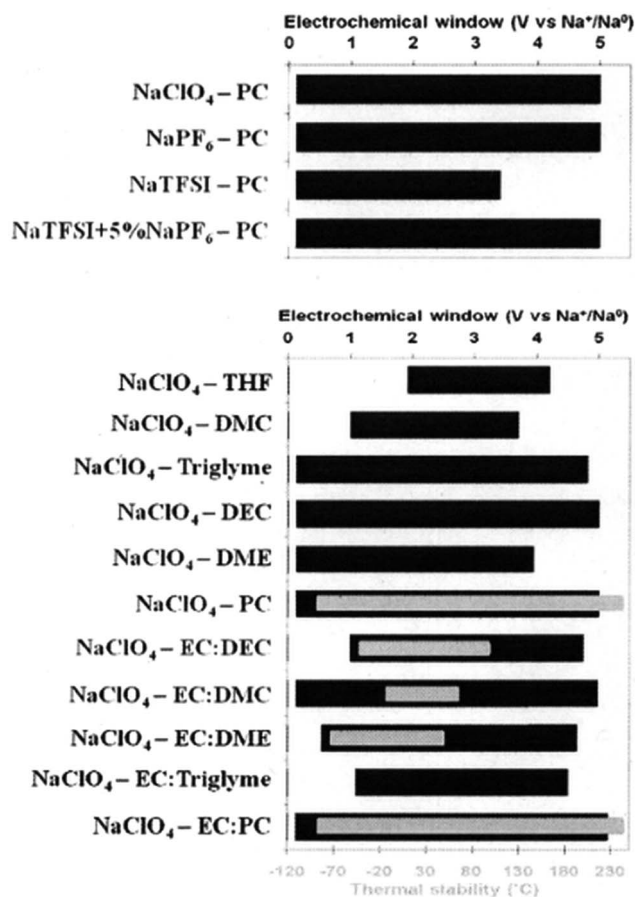 Electrochemical window (V vs Na⁺/Na⁰)
0 1 2 3 4 5
NaClO₄ – PC
NaPF₆ – PC
NaTFSI – PC
NaTFSI+5%NaPF₆ – PC
Electrochemical window (V vs Na⁺/Na⁰)
0 1 2 3 4 5
NaClO₄ – THF
NaClO₄ – DMC
NaClO₄ – Triglyme
NaClO₄ – DEC
NaClO₄ – DME
NaClO₄ – PC
NaClO₄ – EC:DEC
NaClO₄ – EC:DMC
NaClO₄ – EC:DME
NaClO₄ – EC:Triglyme
NaClO₄ – EC:PC
-120 -70 -20 30 80 130 180 230
Thermal stability (°C)